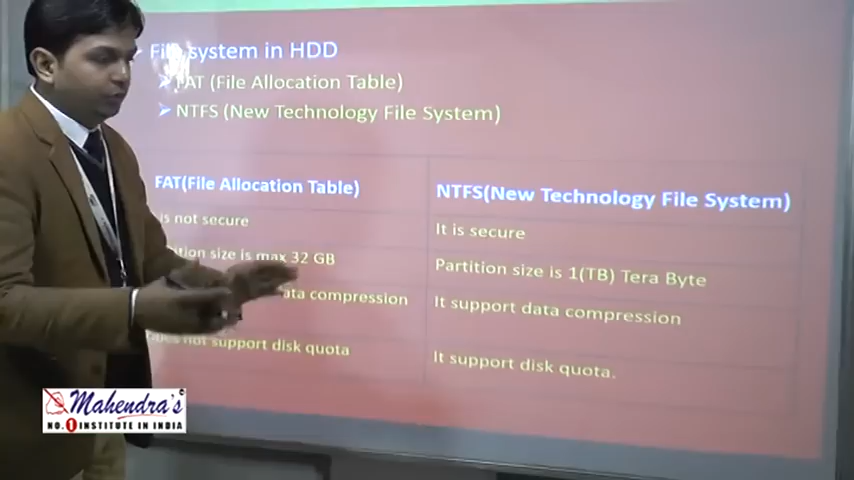 File system in HDD
FAT (File Allocation Table)
NTFS (New Technology File System)
FAT(File Allocation Table)
NTFS(New Technology File System)
is not secure
It is secure
size is max 32 GB
Partition size is 1(TB) Tera Byte
data compression
It support data compression
not support disk quota
It support disk quota.
Mahendra's
NO. 1 INSTITUTE IN INDIA